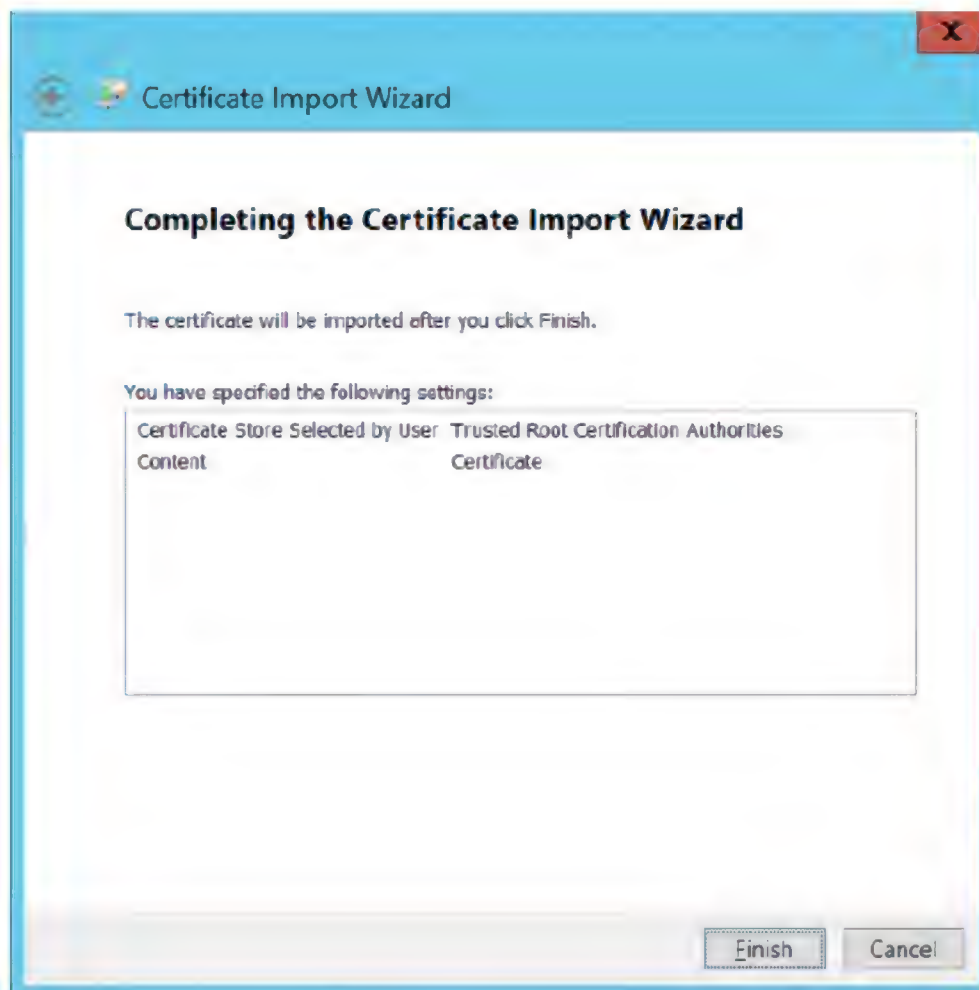 X
Certificate Import Wizard
Completing the Certificate Import Wizard
The certificate will be imported after you click Finish.
You have specified the following settings:
Certificate Store Selected by User Trusted Root Certification Authorities
Content Certificate
Finish Cancel